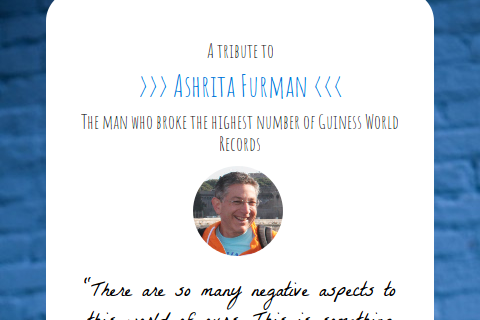 A tribute to
>>> Ashrita Furman <<<
The man who broke the highest number of Guiness World
Records
"There are so many negative aspects to
this world of ours. This is something